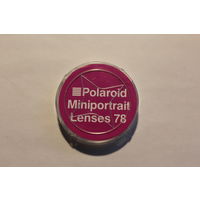 Polaroid
Miniportrait
Lenses 78